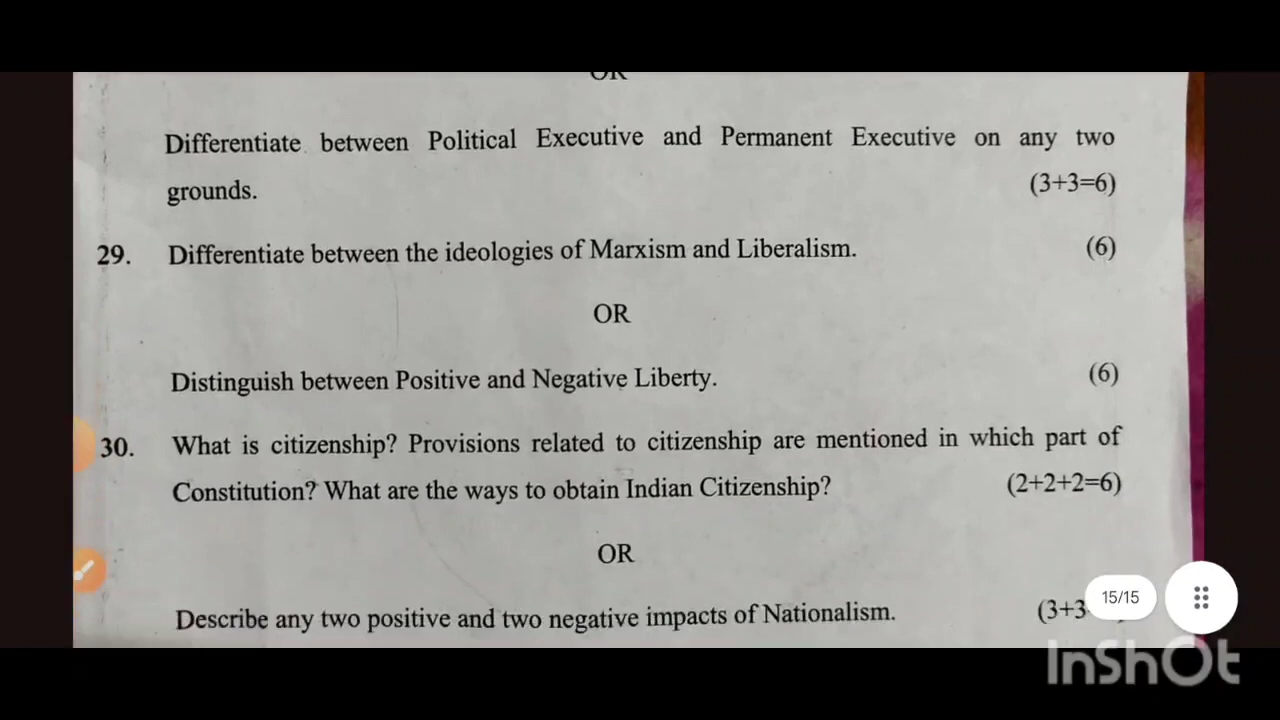 OR
Differentiate between Political Executive and Permanent Executive on any two
grounds. (3+3=6)
29. Differentiate between the ideologies of Marxism and Liberalism. (6)
OR
Distinguish between Positive and Negative Liberty. (6)
30. What is citizenship? Provisions related to citizenship are mentioned in which part of
Constitution? What are the ways to obtain Indian Citizenship? (2+2+2=6)
OR
Describe any two positive and two negative impacts of Nationalism. (3+3
15/15
InShOt